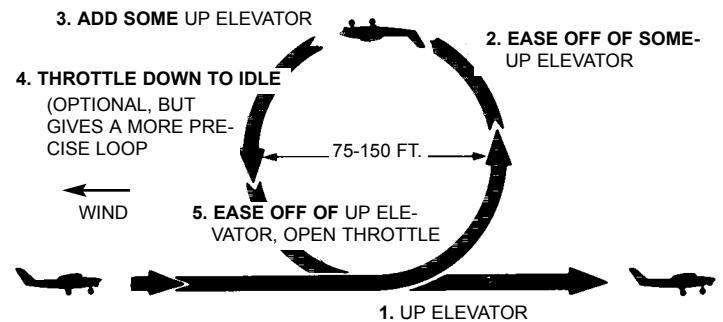 3. ADD SOME UP ELEVATOR
2. EASE OFF OF SOME-
UP ELEVATOR
4. THROTTLE DOWN TO IDLE
(OPTIONAL, BUT
GIVES A MORE PRE-
CISE LOOP
75-150 FT.
WIND
5. EASE OFF OF UP ELE-
VATOR, OPEN THROTTLE
1. UP ELEVATOR